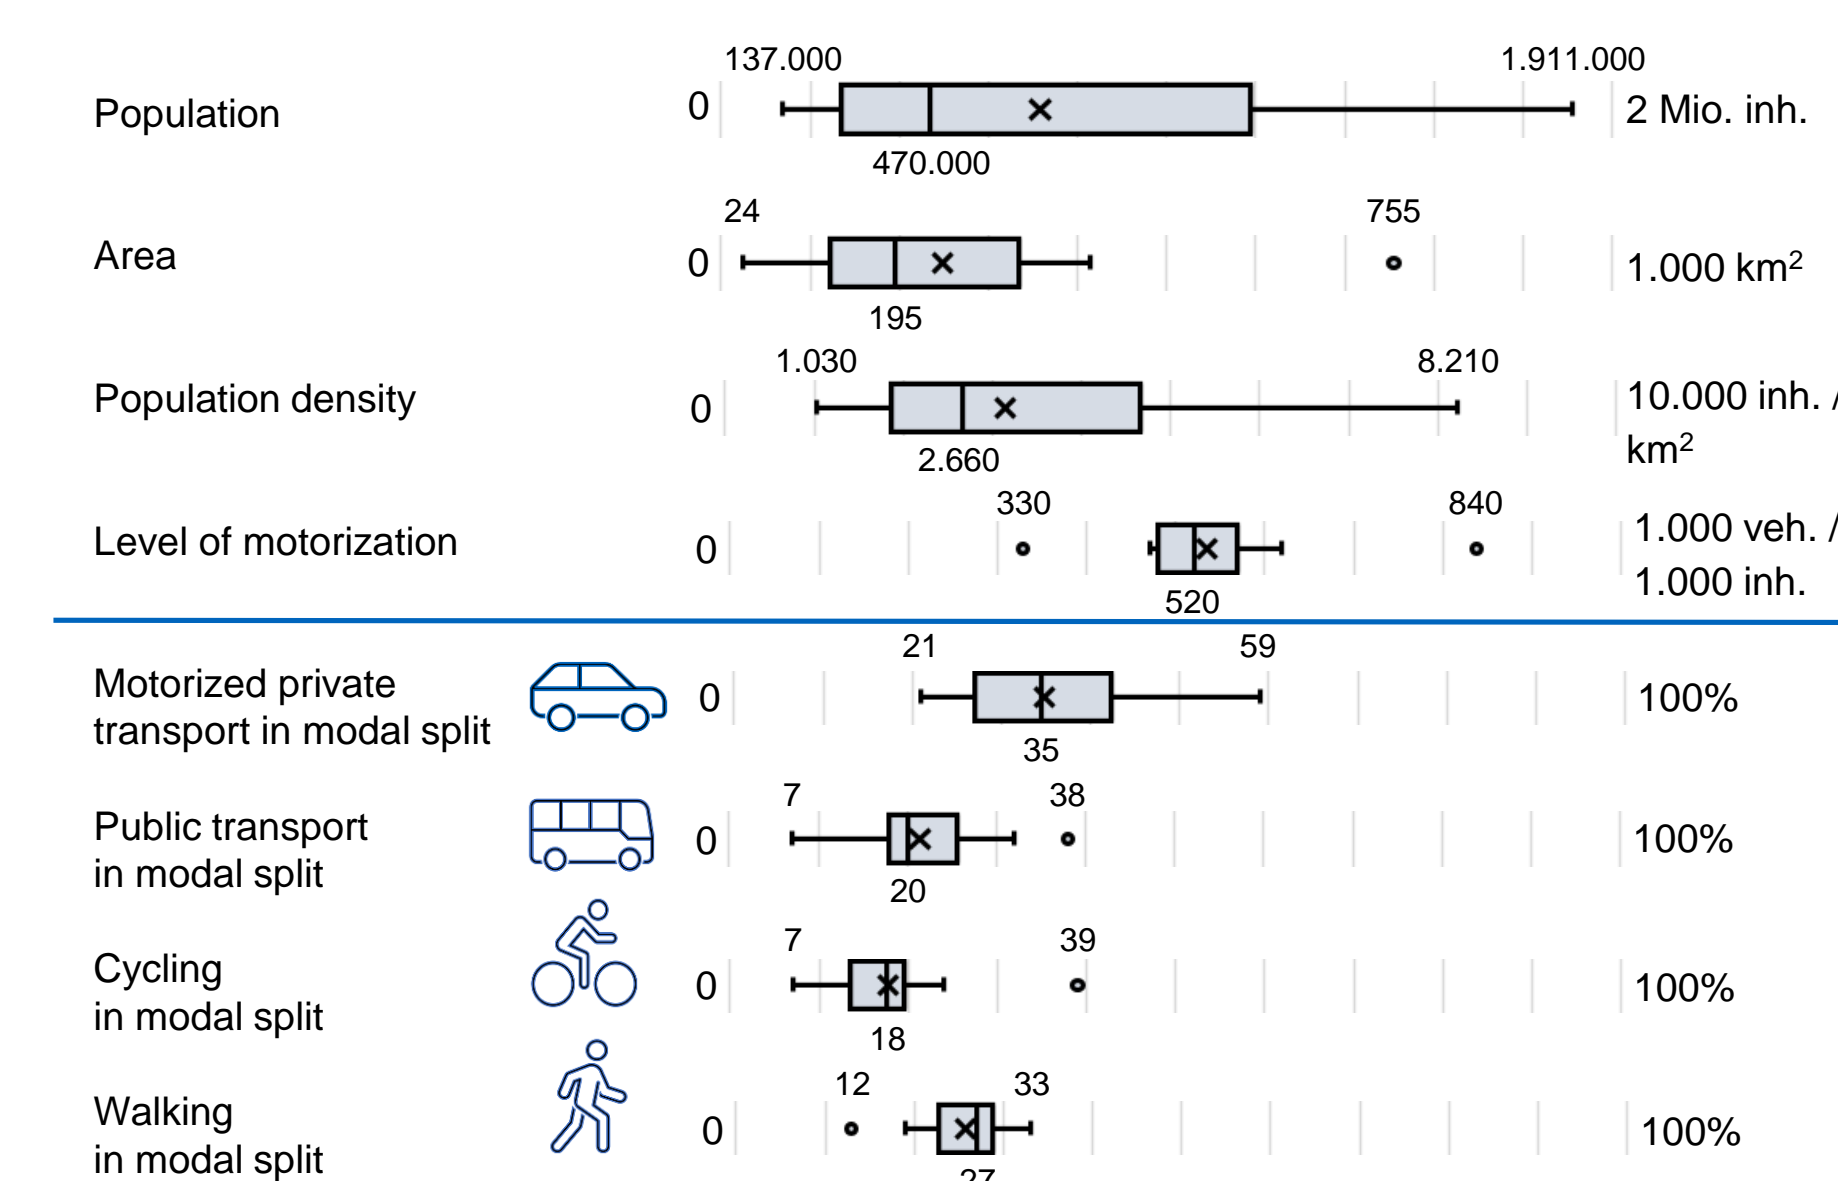 137.000 1.911.000
Population 0 2 Mio. inh.
470.000
24 755
Area 0 1.000 km²
195
1.030 8.210
Population density 0 10.000 inh. /
km²
2.660
330 840
Level of motorization 0 1.000 veh. /
1.000 inh.
520
21 59
Motorized private
transport in modal split 0 100%
35
7 38
Public transport
in modal split 0 100%
20
7 39
Cycling
in modal split 0 100%
18
12 33
Walking
in modal split 0 100%
27